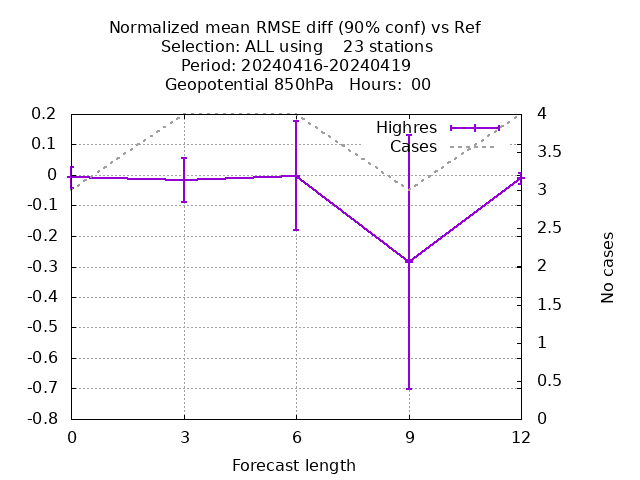 Normalized mean RMSE diff (90% conf) vs Ref
Selection: ALL using    23 stations
Period: 20240416-20240419
Geopotential 850hPa   Hours: 00
Highres
Cases
0.2
0.1
0
-0.1
-0.2
-0.3
-0.4
-0.5
-0.6
-0.7
-0.8
4
3.5
3
2.5
2
1.5
1
0.5
0
No cases
0 3 6 9 12
Forecast length